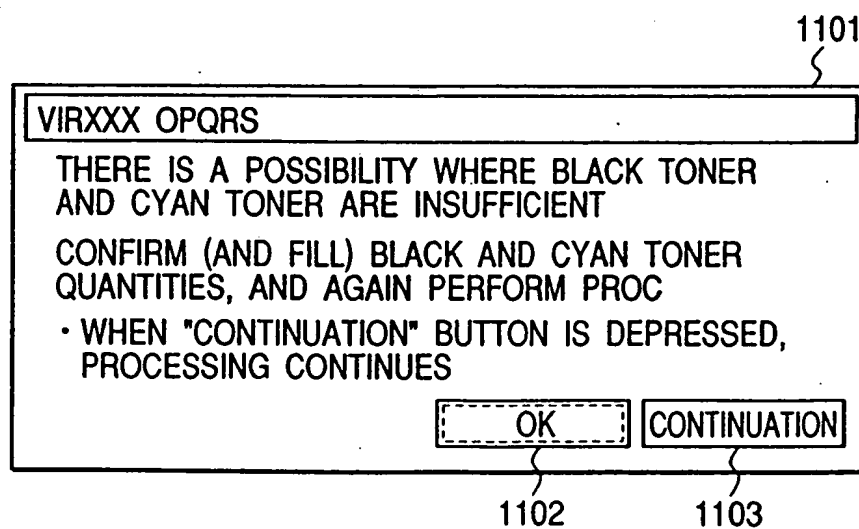 1101
VIRXXX OPQRS
THERE IS A POSSIBILITY WHERE BLACK TONER
AND CYAN TONER ARE INSUFFICIENT
CONFIRM (AND FILL) BLACK AND CYAN TONER
QUANTITIES, AND AGAIN PERFORM PROC
· WHEN "CONTINUATION" BUTTON IS DEPRESSED,
PROCESSING CONTINUES
OK CONTINUATION
1102 1103